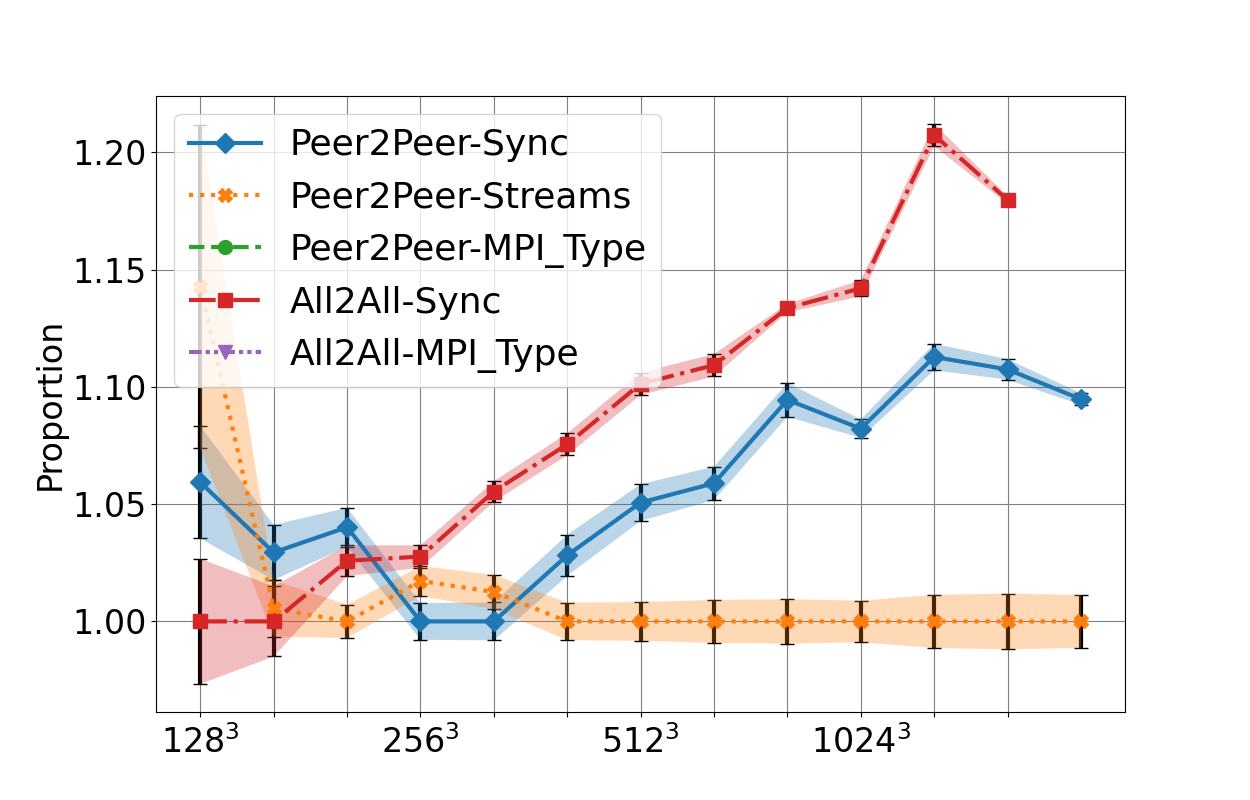 Peer2Peer-Sync
Peer2Peer-Streams
Peer2Peer-MPI_Type
All2All-Sync
All2All-MPI_Type
Proportion
1.20
1.15
1.10
1.05
1.00
128³ 256³ 512³ 1024³